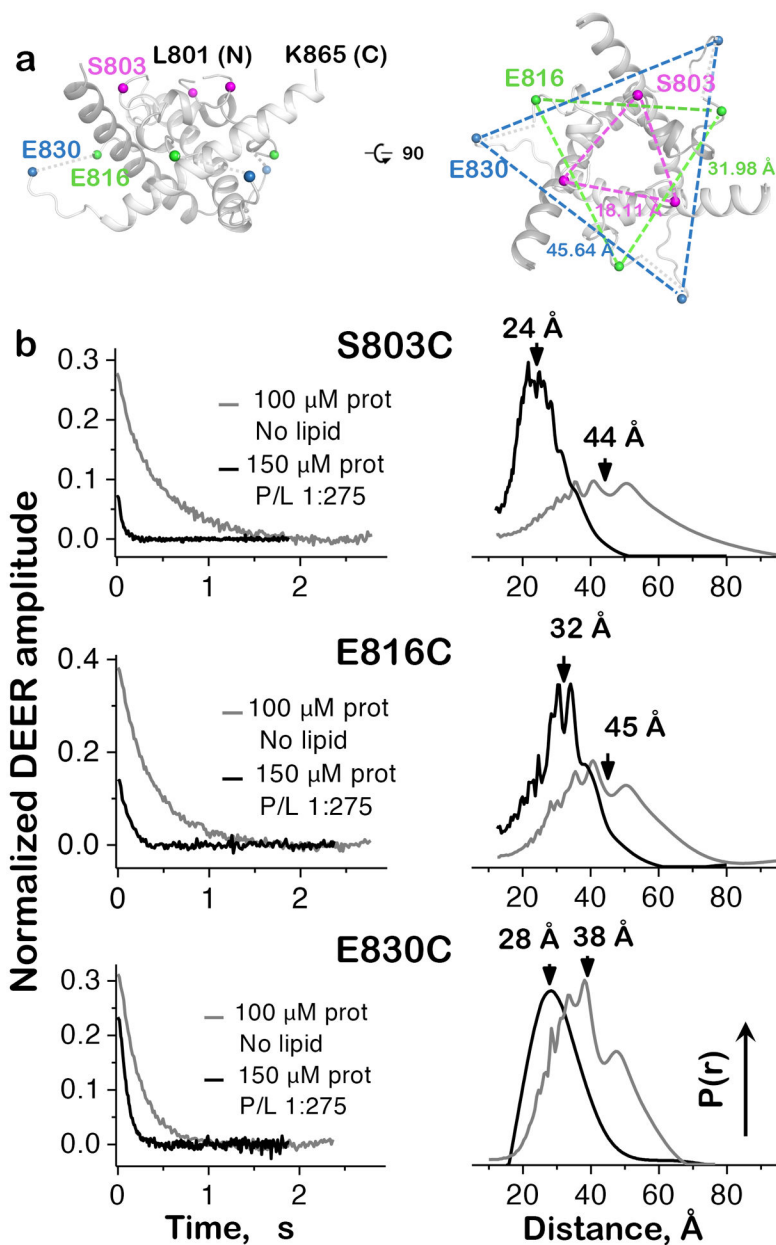 a
L801 (N)
K865 (C)
S803
E830
E816
90
E816
S803
E830
31.98 Å
18.11 Å
45.64 Å
b
Normalized DEER amplitude
S803C
0.3
0.2
0.1
0.0
100 µM prot
No lipid
150 µM prot
P/L 1:275
0 1 2
24 Å
44 Å
20 40 60 80
E816C
0.4
0.2
0.0
100 µM prot
No lipid
150 µM prot
P/L 1:275
0 1 2
32 Å
45 Å
20 40 60 80
E830C
0.3
0.2
0.1
0.0
100 µM prot
No lipid
150 µM prot
P/L 1:275
0 1 2
Time, s
28 Å 38 Å
P(r)
20 40 60 80
Distance, Å